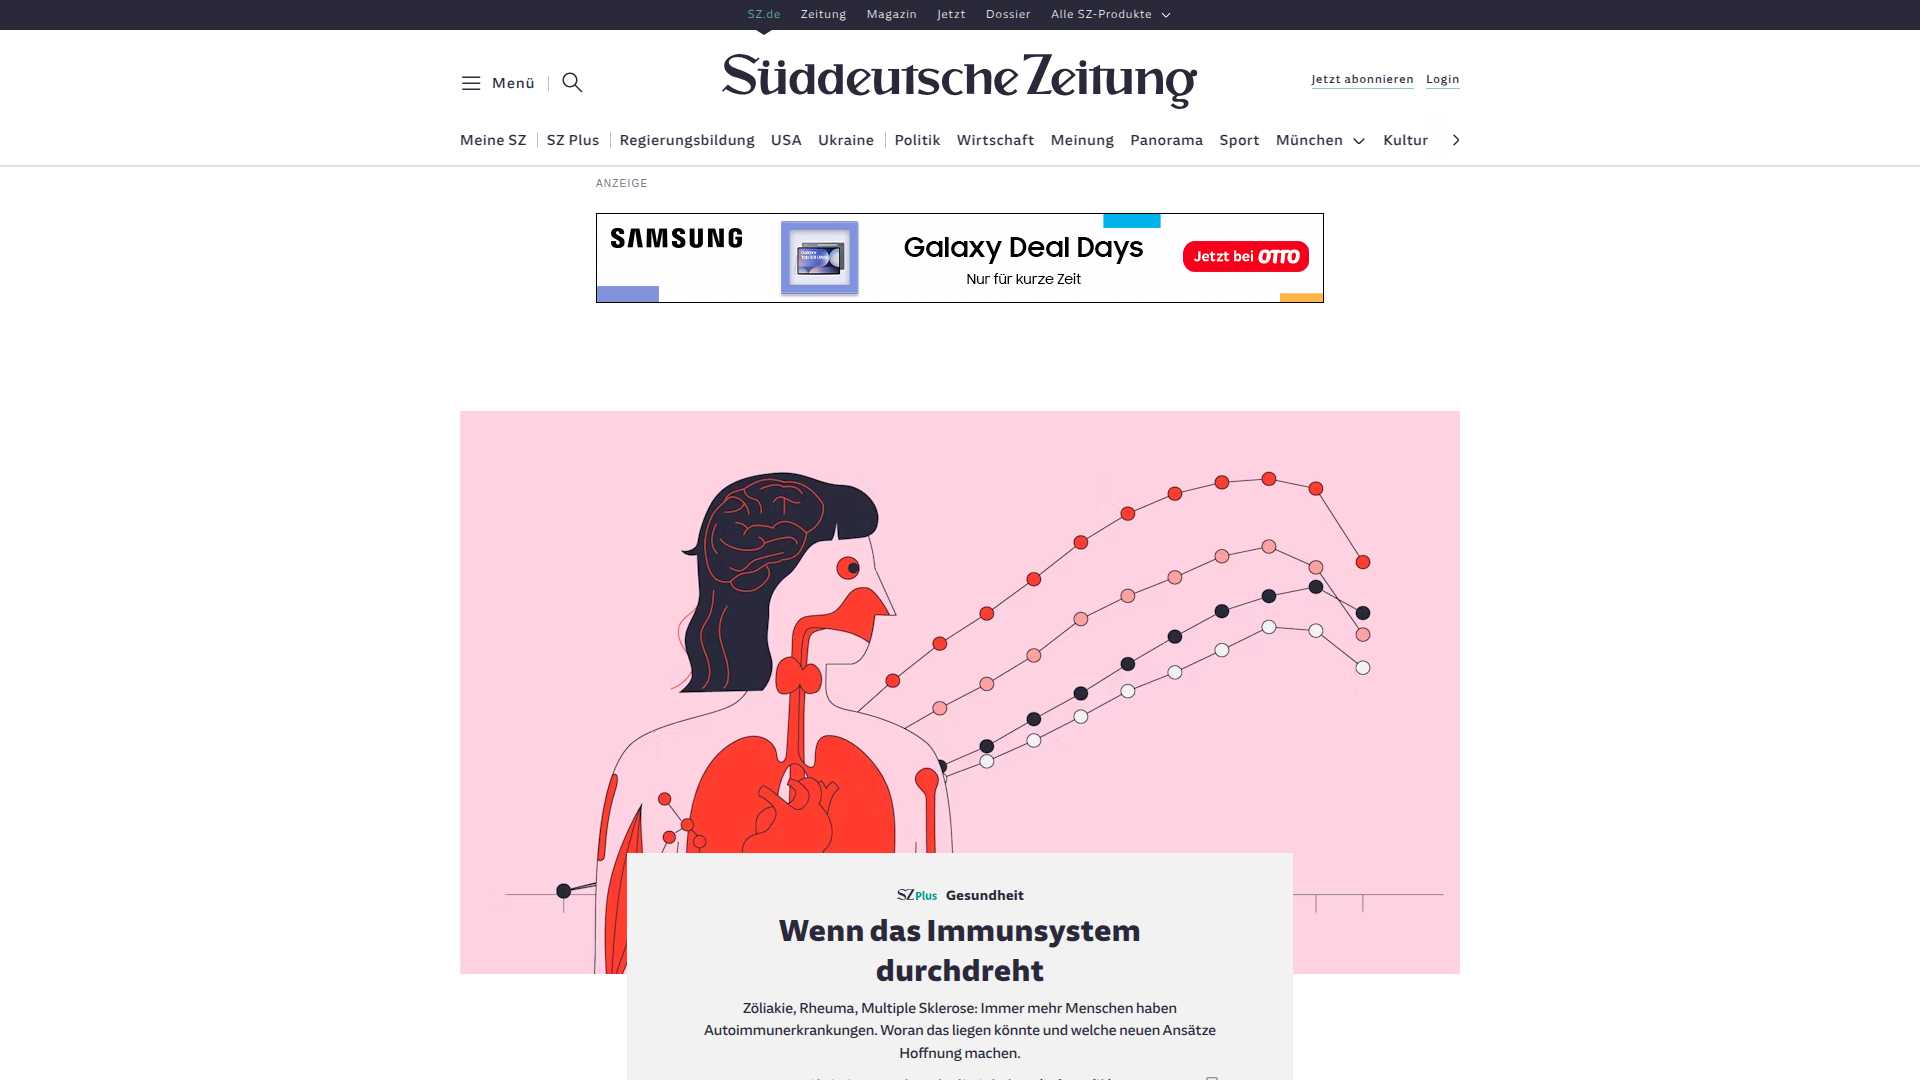 SZ.de Zeitung Magazin Jetzt Dossier Alle SZ-Produkte
Menü
Süddeutsche Zeitung
Jetzt abonnieren Login
Meine SZ SZ Plus Regierungsbildung USA Ukraine Politik Wirtschaft Meinung Panorama Sport München Kultur
ANZEIGE
SAMSUNG
Galaxy Deal Days
Nur für kurze Zeit
Jetzt bei OTTO
SZ Plus Gesundheit
Wenn das Immunsystem
durchdreht
Zöliakie, Rheuma, Multiple Sklerose: Immer mehr Menschen haben
Autoimmunerkrankungen. Woran das liegen könnte und welche neuen Ansätze
Hoffnung machen.